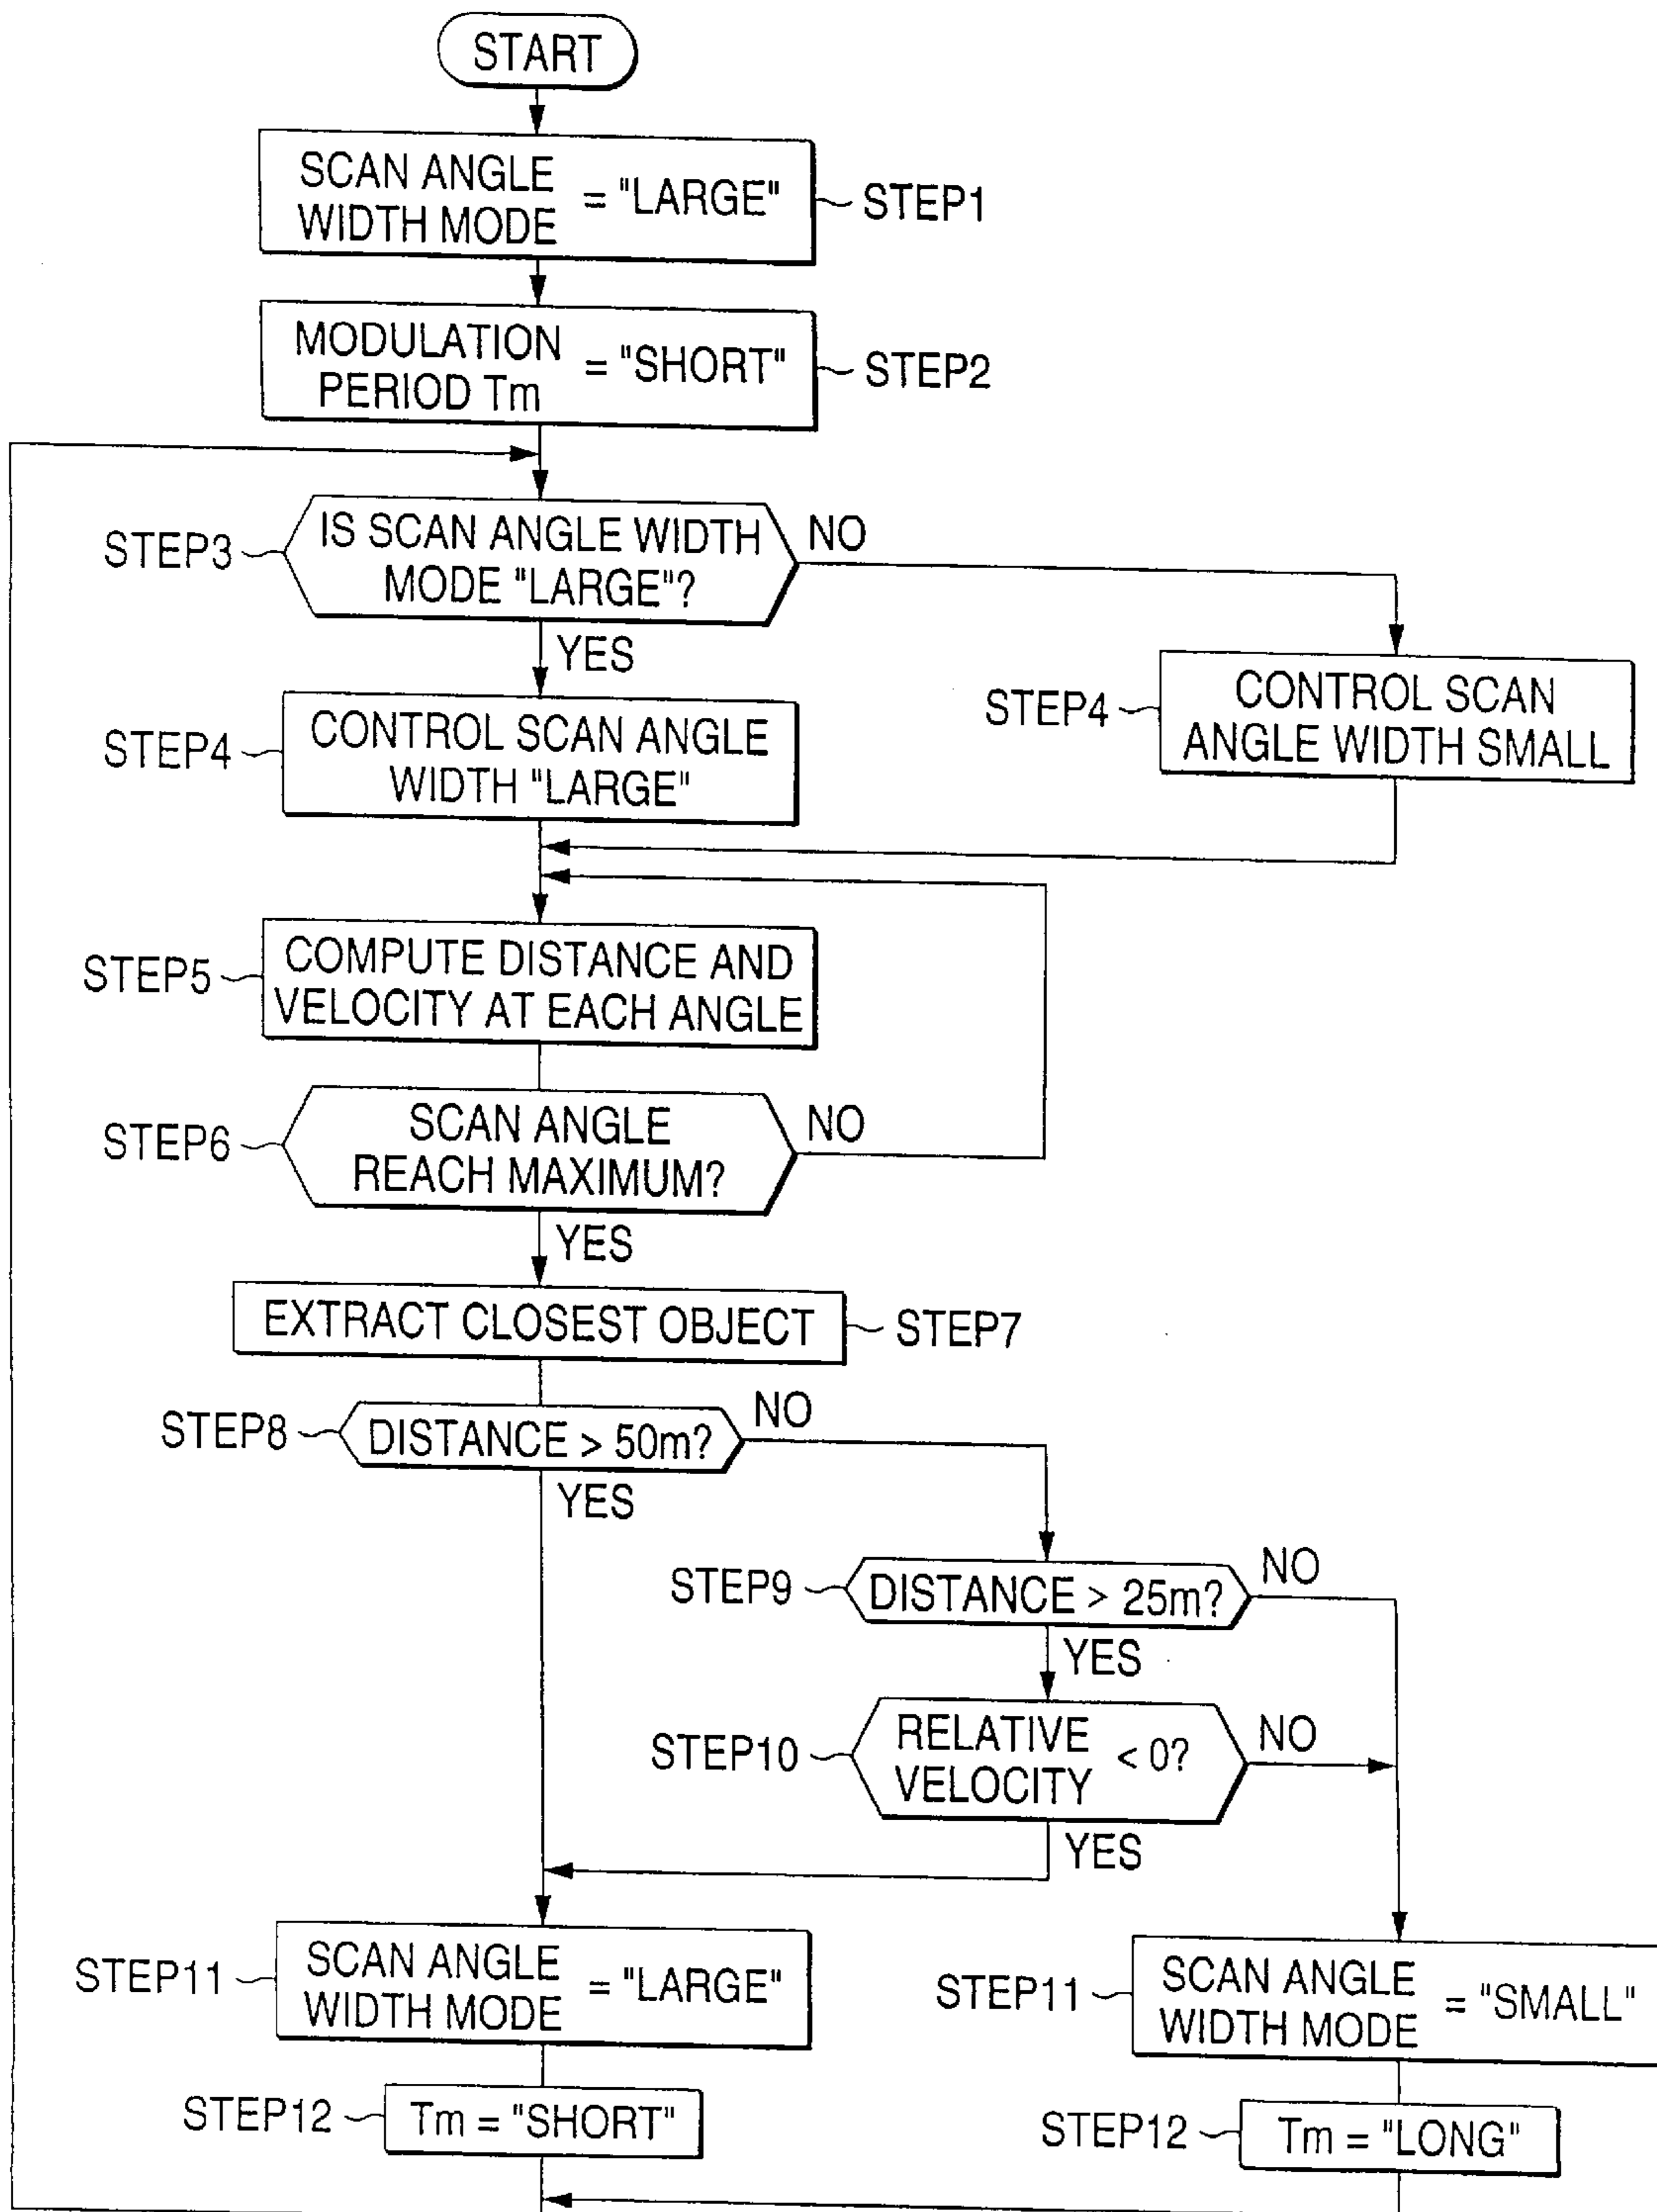 START
SCAN ANGLE
WIDTH MODE = "LARGE"
STEP1
MODULATION
PERIOD Tm = "SHORT"
STEP2
STEP3
IS SCAN ANGLE WIDTH
MODE "LARGE"?
NO
YES
STEP4
CONTROL SCAN ANGLE
WIDTH "LARGE"
STEP4
CONTROL SCAN
ANGLE WIDTH SMALL
STEP5
COMPUTE DISTANCE AND
VELOCITY AT EACH ANGLE
STEP6
SCAN ANGLE
REACH MAXIMUM?
NO
YES
EXTRACT CLOSEST OBJECT
STEP7
STEP8
DISTANCE > 50m?
NO
YES
STEP9
DISTANCE > 25m?
NO
YES
STEP10
RELATIVE
VELOCITY < 0?
NO
YES
STEP11
SCAN ANGLE
WIDTH MODE = "LARGE"
STEP11
SCAN ANGLE
WIDTH MODE = "SMALL"
STEP12
Tm = "SHORT"
STEP12
Tm = "LONG"